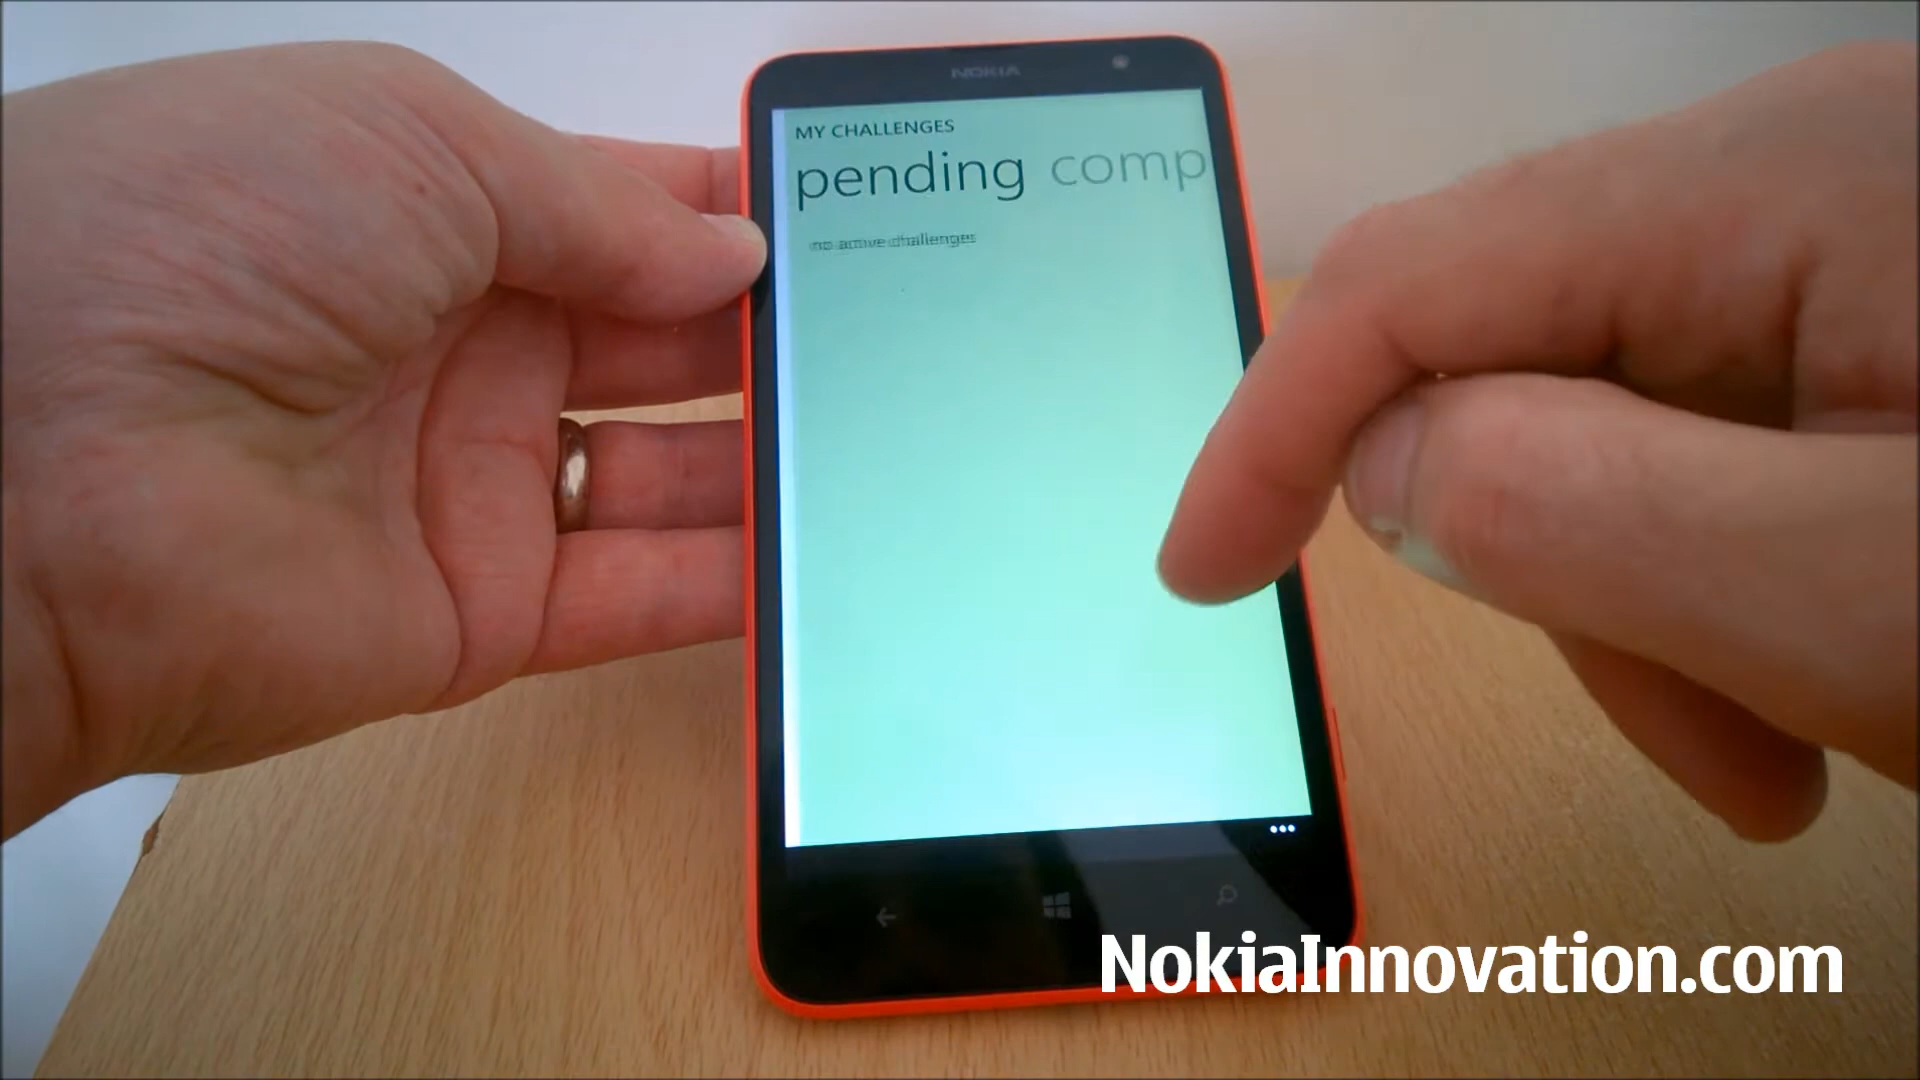 NOKIA
MY CHALLENGES
pending comp
no active challenges
NokiaInnovation.com